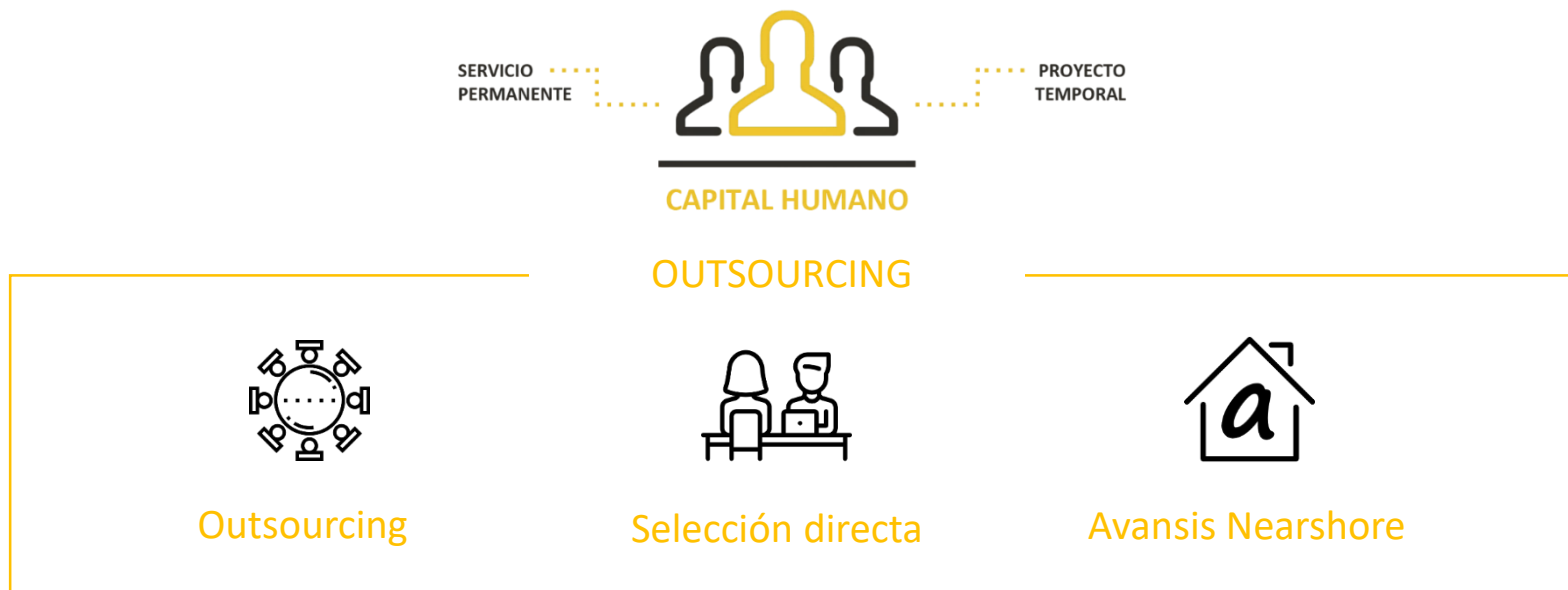 SERVICIO
PERMANENTE
PROYECTO
TEMPORAL
CAPITAL HUMANO
OUTSOURCING
a
Outsourcing
Selección directa
Avansis Nearshore